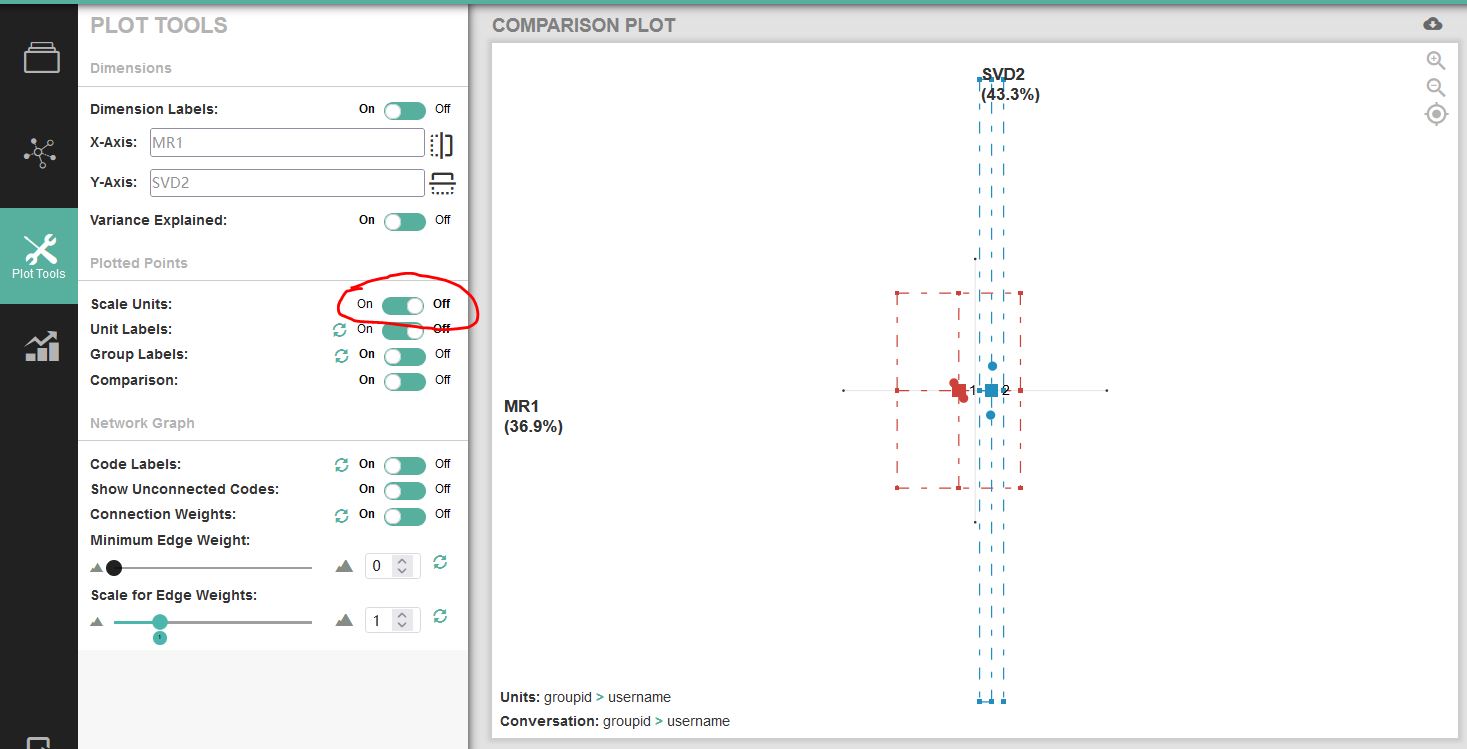 PLOT TOOLS
Dimensions
Dimension Labels: On Off
X-Axis: MR1
Y-Axis: SVD2
Variance Explained: On Off
Plotted Points
Plot Tools
Scale Units: On Off
Unit Labels: On Off
Group Labels: On Off
Comparison: On Off
Network Graph
Code Labels: On Off
Show Unconnected Codes: On Off
Connection Weights: On Off
Minimum Edge Weight:
0
Scale for Edge Weights:
1
1
COMPARISON PLOT
SVD2
(43.3%)
1 2
MR1
(36.9%)
Units: groupid > username
Conversation: groupid > username